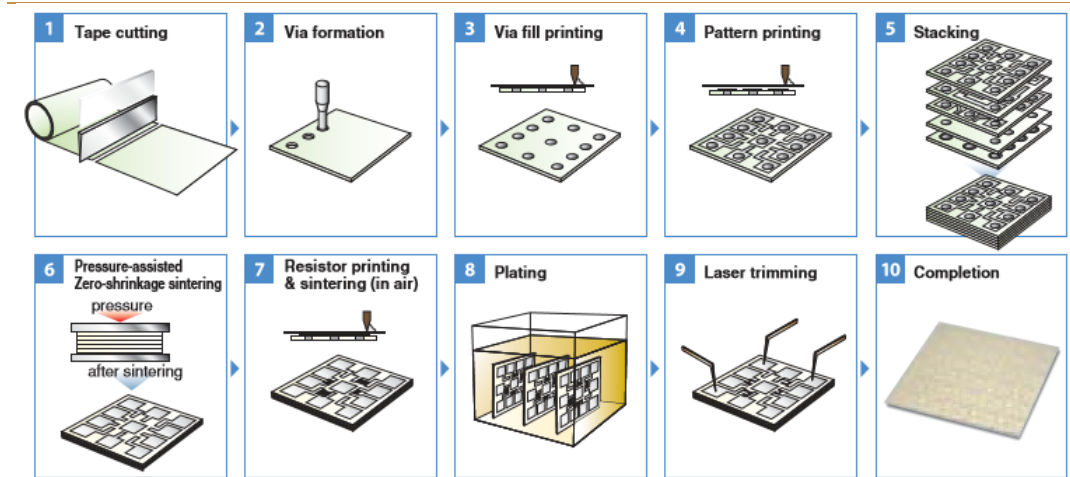 1 Tape cutting
2 Via formation
3 Via fill printing
4 Pattern printing
5 Stacking
6 Pressure-assisted
Zero-shrinkage sintering
pressure
after sintering
7 Resistor printing
& sintering (in air)
8 Plating
9 Laser trimming
10 Completion